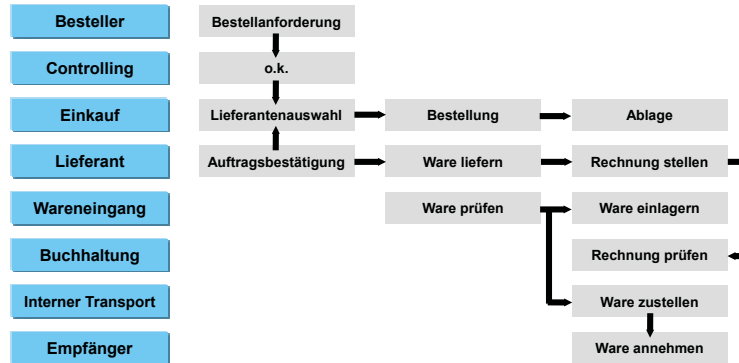 Besteller
Bestellanforderung
Controlling
o.k.
Einkauf
Lieferantenauswahl
Bestellung
Ablage
Lieferant
Auftragsbestätigung
Ware liefern
Rechnung stellen
Wareneingang
Ware prüfen
Ware einlagern
Buchhaltung
Rechnung prüfen
Interner Transport
Ware zustellen
Empfänger
Ware annehmen